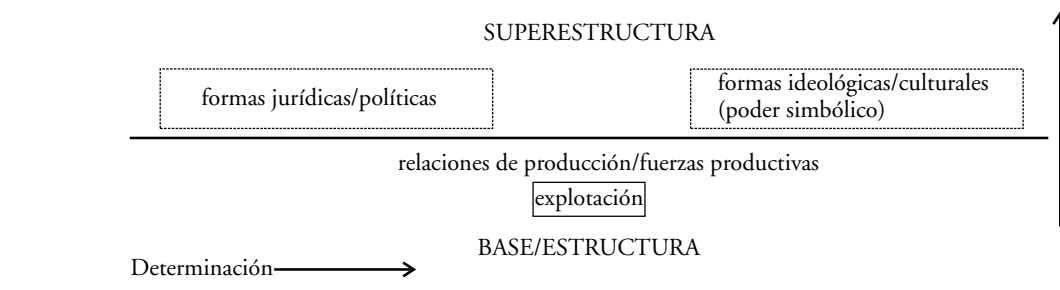 SUPERESTRUCTURA
formas jurídicas/políticas
formas ideológicas/culturales
(poder simbólico)
relaciones de producción/fuerzas productivas
explotación
BASE/ESTRUCTURA
Determinación